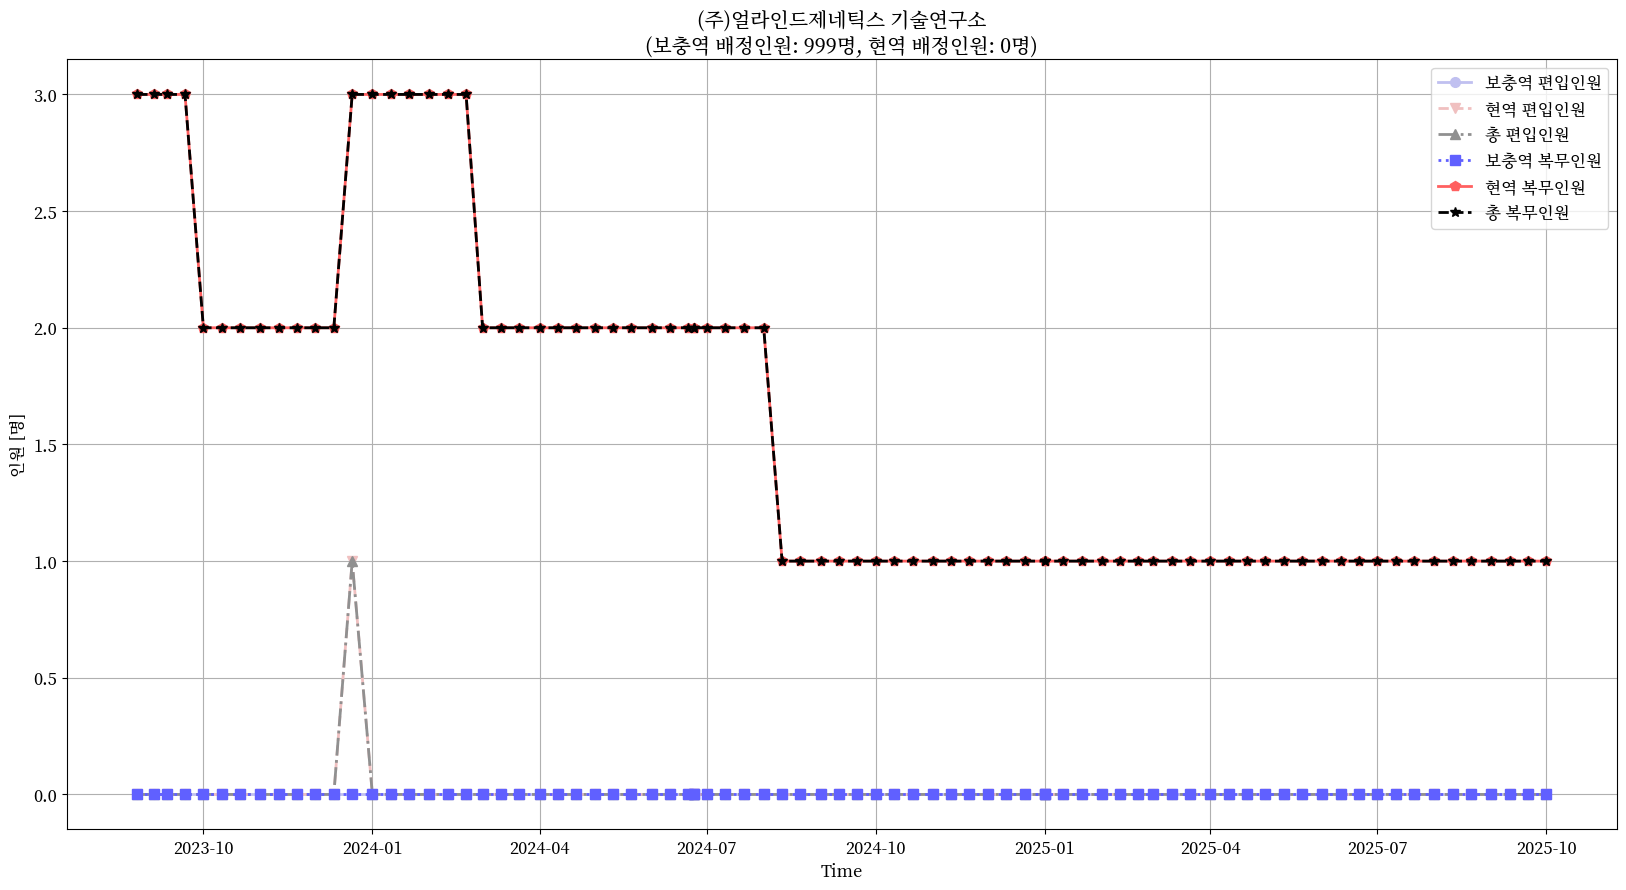 (주)얼라인드제네틱스 기술연구소
(보충역 배정인원: 999명, 현역 배정인원: 0명)
보충역 편입인원
현역 편입인원
총 편입인원
보충역 복무인원
현역 복무인원
총 복무인원
3.0
2.5
2.0
1.5
1.0
0.5
0.0
인원 [명]
2023-10 2024-01 2024-04 2024-07 2024-10 2025-01 2025-04 2025-07 2025-10
Time